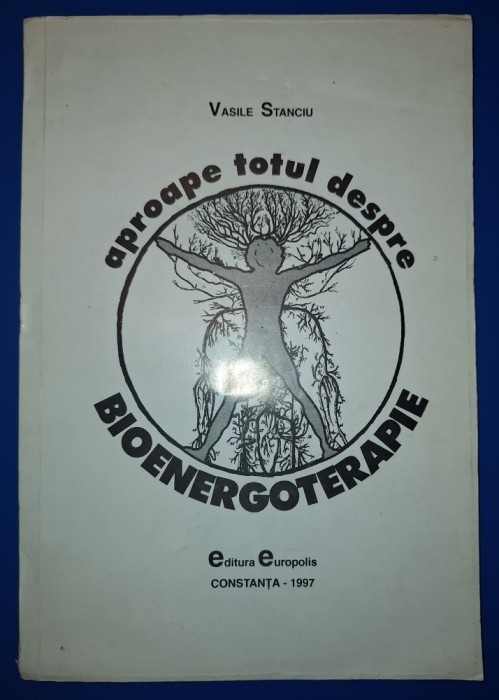 VASILE STANCIU
aproape totul despre
BIOENERGOTERAPIE
editura europolis
CONSTANȚA - 1997